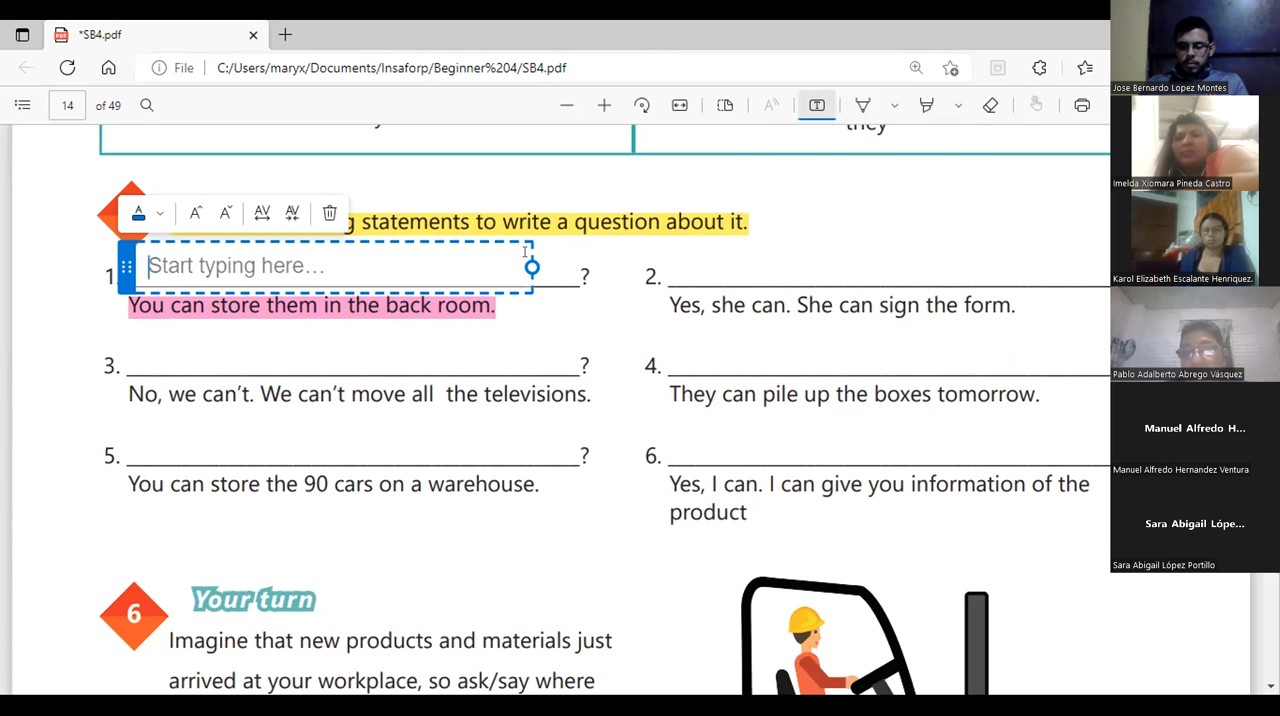 *SB4.pdf
File C:/Users/maryx/Documents/Insaforp/Beginner%204/SB4.pdf
14 of 49
they
statements to write a question about it.
Start typing here…
1. ?
You can store them in the back room.
2. ____________________
Yes, she can. She can sign the form.
3. ____________________?
No, we can't. We can't move all the televisions.
4. ____________________
They can pile up the boxes tomorrow.
5. ____________________?
You can store the 90 cars on a warehouse.
6. ____________________
Yes, I can. I can give you information of the
product
6 Your turn
Imagine that new products and materials just
arrived at your workplace, so ask/say where
Jose Bernardo Lopez Montes
Imelda Xiomara Pineda Castro
Karol Elizabeth Escalante Henriquez.
Pablo Adalberto Abrego Vásquez
Manuel Alfredo H...
Manuel Alfredo Hernandez Ventura
Sara Abigail Lópe...
Sara Abigail López Portillo